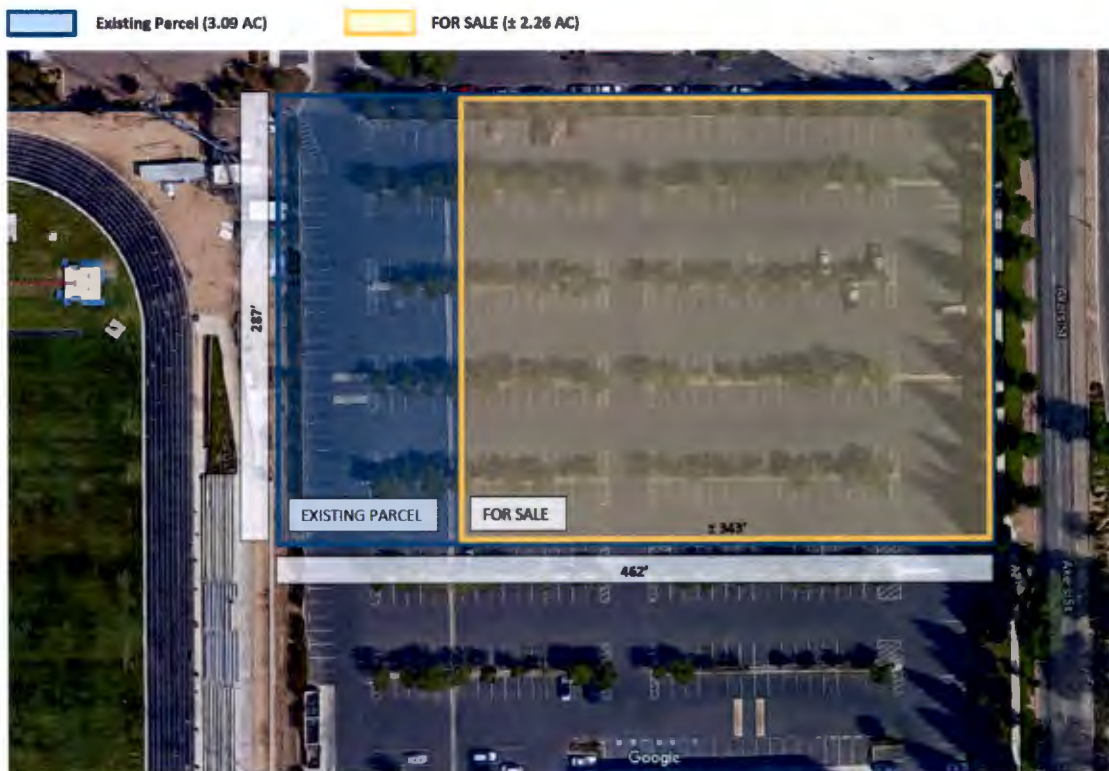 Existing Parcel (3.09 AC)
FOR SALE (± 2.26 AC)
287'
EXISTING PARCEL
FOR SALE
± 343'
462'
Google